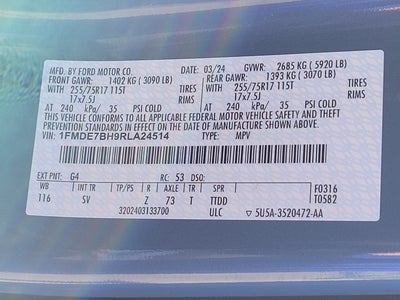 MFD. BY FORD MOTOR CO. 03/24 GVWR: 2685 KG ( 5920 LB)
FRONT GAWR: 1402 KG ( 3090 LB) REAR GAWR: 1393 KG ( 3070 LB)
WITH 255/75R17 115T TIRES WITH 255/75R17 115T TIRES
17x7.5J RIMS 17x7.5J RIMS
AT 240 kPa/ 35 PSI COLD AT 240 kPa/ 35 PSI COLD
THIS VEHICLE CONFORMS TO ALL APPLICABLE FEDERAL MOTOR VEHICLE SAFETY AND
THEFT PREVENTION STANDARDS IN EFFECT ON THE DATE OF MANUFACTURE SHOWN ABOVE.
VIN: 1FMDE7BH9RLA24514 TYPE: MPV
EXT PNT: G4 RC: 53 DSO:
WB INT TR TP/PS R AXLE TR SPR F0316
116 SV Z 73 T TTDD T0582
3202403133700 ULC 5U5A-3520472-AA